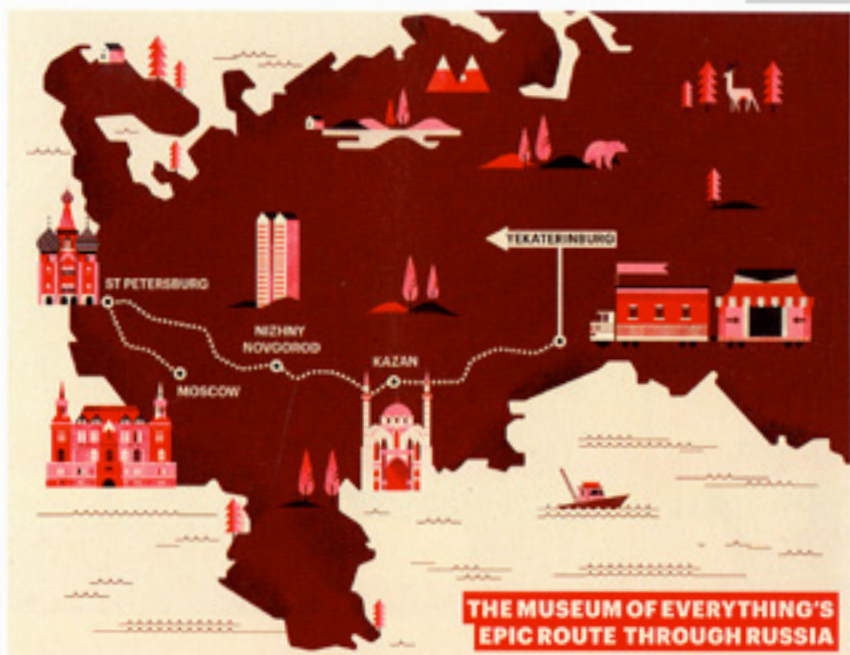 YEKATERINBURG
ST PETERSBURG
NIZHNY
NOVGOROD
KAZAN
MOSCOW
THE MUSEUM OF EVERYTHING'S
EPIC ROUTE THROUGH RUSSIA